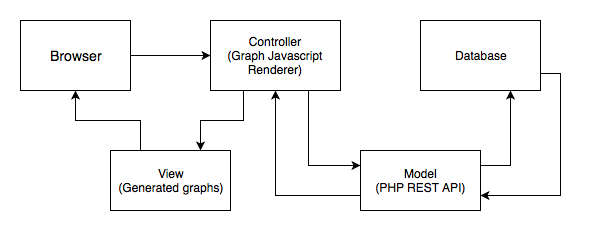 Browser
Controller
(Graph Javascript
Renderer)
Database
View
(Generated graphs)
Model
(PHP REST API)